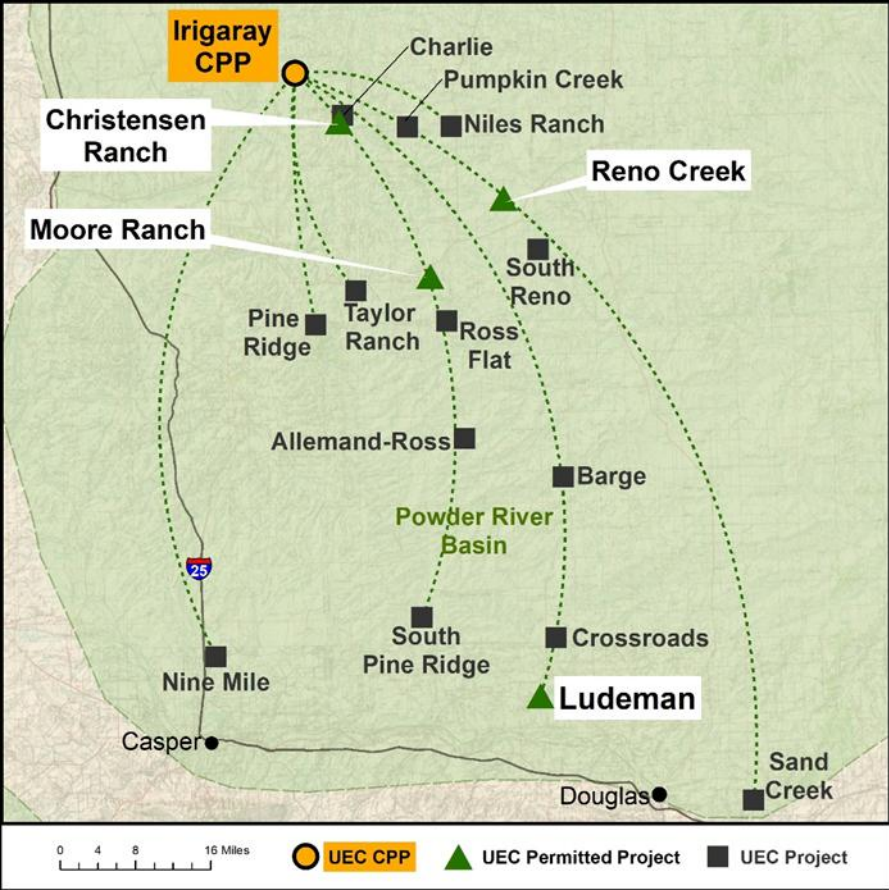 Irigaray
CPP
Charlie
Pumpkin Creek
Christensen
Ranch
Niles Ranch
Reno Creek
Moore Ranch
South
Reno
Pine
Ridge
Taylor
Ranch
Ross
Flat
Allemand-Ross
Barge
Powder River
Basin
25
South
Pine Ridge
Crossroads
Nine Mile
Ludeman
Casper
Sand
Creek
Douglas
0 4 8 16 Miles
UEC CPP
UEC Permitted Project
UEC Project